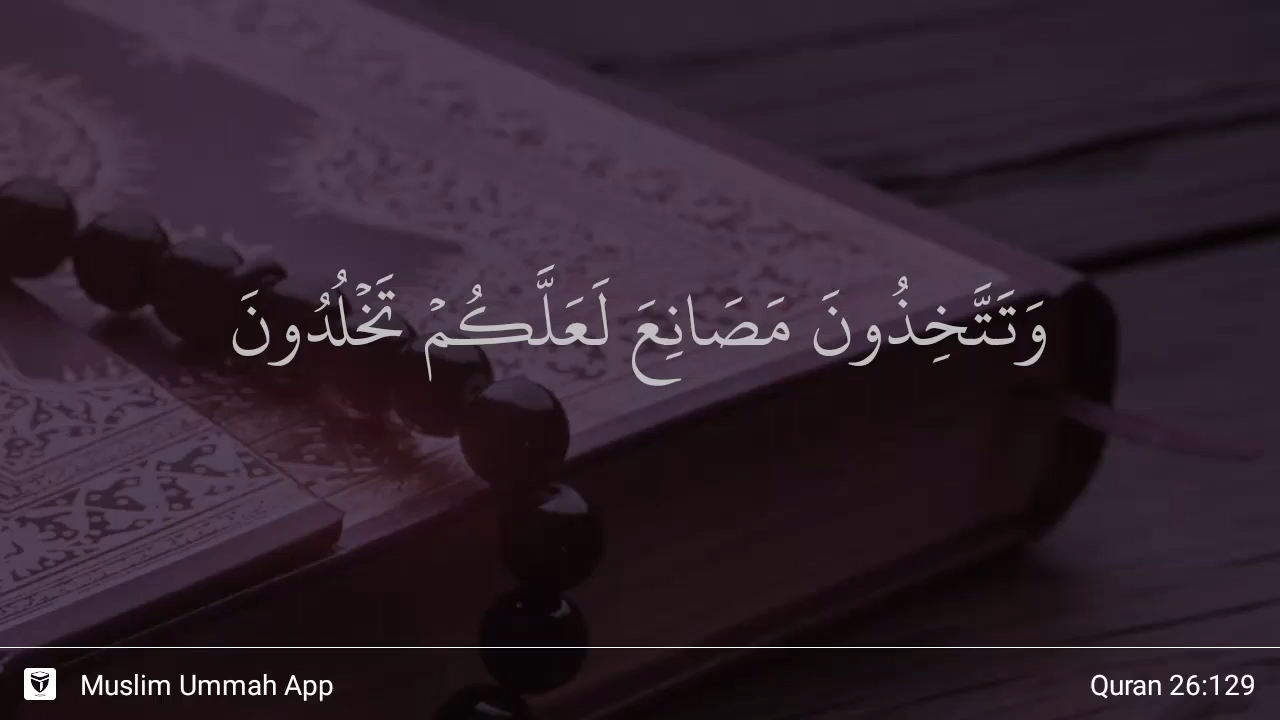 وَتَتَّخِذُونَ مَصَانِعَ لَعَلَّكُمْ تَخْلُدُونَ
Muslim Ummah App
Quran 26:129